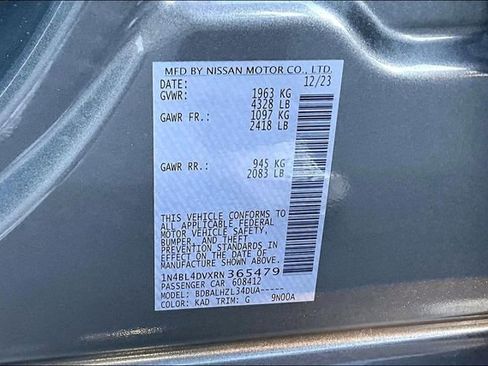 MFD BY NISSAN MOTOR CO., LTD.
DATE: 12/23
GVWR: 1963 KG
4328 LB
GAWR FR.: 1097 KG
2418 LB
GAWR RR.: 945 KG
2083 LB
THIS VEHICLE CONFORMS TO
ALL APPLICABLE FEDERAL
MOTOR VEHICLE SAFETY,
BUMPER, AND THEFT
PREVENTION STANDARDS IN
EFFECT ON THE DATE OF
MANUFACTURE SHOWN ABOVE.
1N4BL4DVXRN365479
PASSENGER CAR 608412
MODEL: BDBALHZL34DUA-----
COLOR: KAD TRIM: G 9N00A